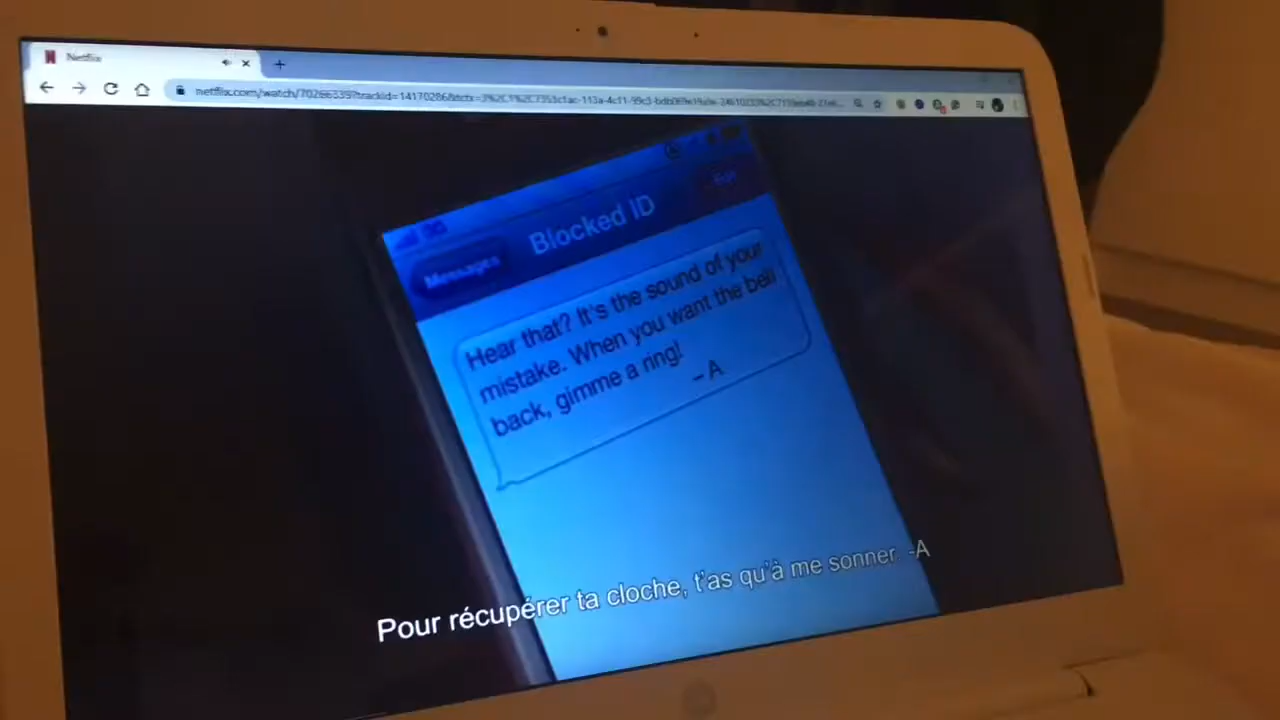 Netflix
Blocked ID
Messages
Hear that? It's the sound of your
mistake. When you want the bell
back, gimme a ring!
- A
Pour récupérer ta cloche, t'as qu'à me sonner. -A